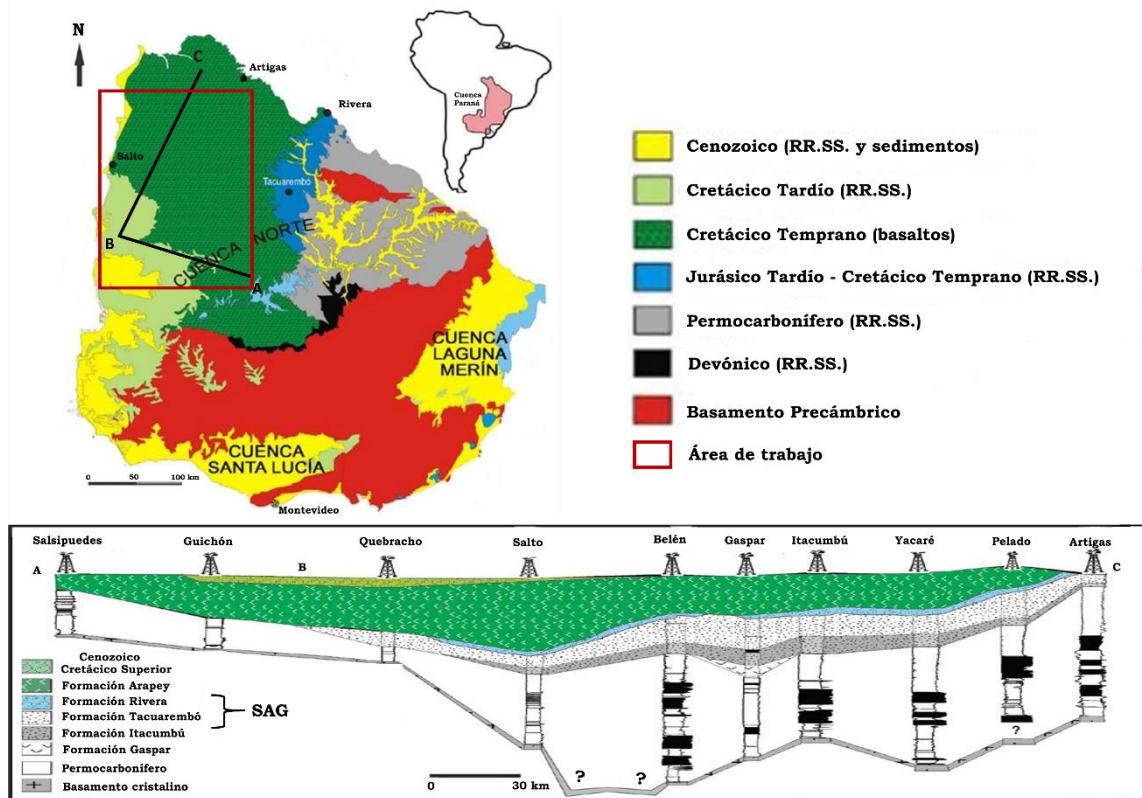 N
C
Artigas
Rivera
Cuenca
Paraná
Salto
Tacuarembó
B
CUENCA NORTE
A
CUENCA
LAGUNA
MERÍN
CUENCA
SANTA LUCÍA
0 50 100 km
Montevideo
Cenozoico (RR.SS. y sedimentos)
Cretácico Tardío (RR.SS.)
Cretácico Temprano (basaltos)
Jurásico Tardío - Cretácico Temprano (RR.SS.)
Permocarbonífero (RR.SS.)
Devónico (RR.SS.)
Basamento Precámbrico
Área de trabajo
Salsipuedes Guichón Quebracho Salto Belén Gaspar Itacumbú Yacaré Pelado Artigas
A B C
Cenozoico
Cretácico Superior
Formación Arapey
Formación Rivera
Formación Tacuarembó
SAG
Formación Itacumbú
Formación Gaspar
Permocarbonífero
Basamento cristalino
0 30 km
? ?
?